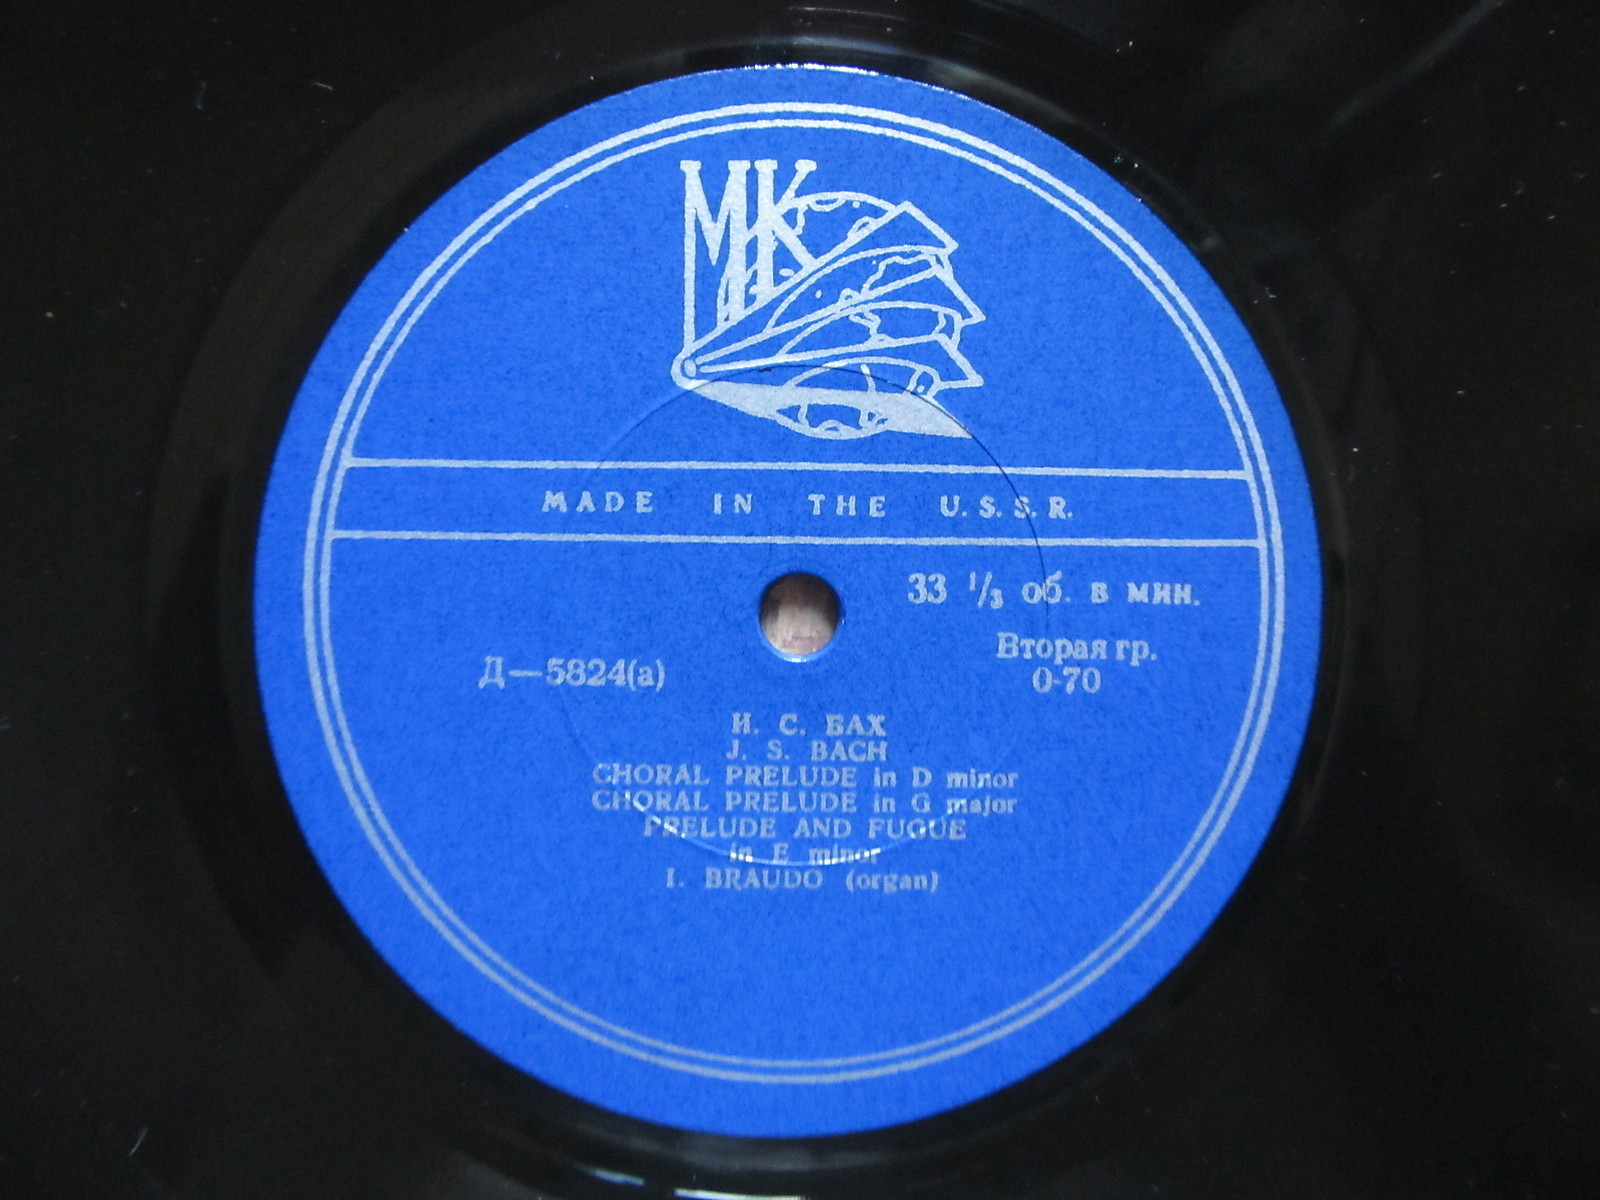 МК
MADE IN THE U.S.S.R.
33 1/3 об. в мин.
Вторая гр.
Д—5824(а)
0-70
И. С. БАХ
J. S. BACH
CHORAL PRELUDE in D minor
CHORAL PRELUDE in G major
PRELUDE AND FUGUE
in E minor
I. BRAUDO (organ)